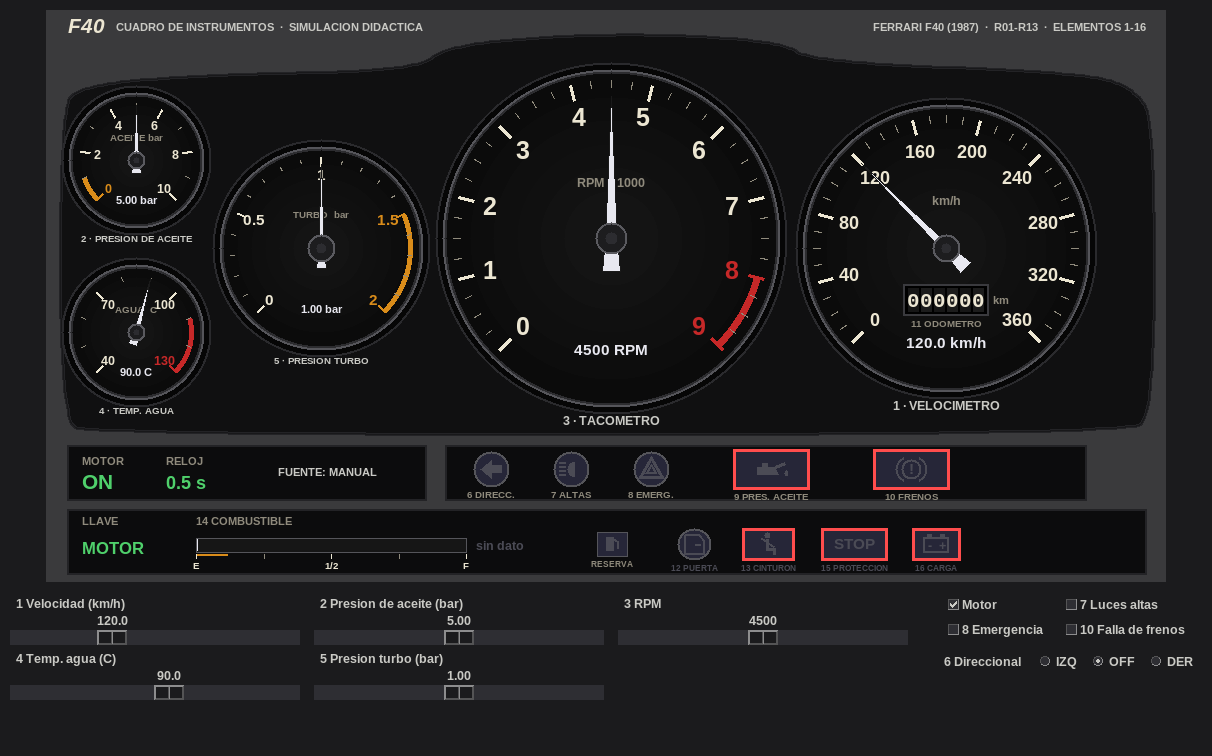 F40 CUADRO DE INSTRUMENTOS · SIMULACION DIDACTICA
FERRARI F40 (1987) · R01-R13 · ELEMENTOS 1-16
0 2 4 6 8 10
ACEITE bar
5.00 bar
2 · PRESION DE ACEITE
40 70 100 130
AGUA C
90.0 C
4 · TEMP. AGUA
0 0.5 1 1.5 2
TURBO bar
1.00 bar
5 · PRESION TURBO
0 1 2 3 4 5 6 7 8 9
RPM 1000
4500 RPM
3 · TACOMETRO
0 40 80 120 160 200 240 320 360
km/h
000000 km
11 ODOMETRO
120.0 km/h
1 · VELOCIMETRO
MOTOR
ON
RELOJ
0.5 s
FUENTE: MANUAL
6 DIRECC.
7 ALTAS
8 EMERG.
9 PRES. ACEITE
10 FRENOS
LLAVE
MOTOR
14 COMBUSTIBLE
sin dato
E 1/2 F
RESERVA
12 PUERTA
13 CINTURON
STOP
15 PROTECCION
16 CARGA
1 Velocidad (km/h)
120.0
2 Presion de aceite (bar)
5.00
3 RPM
4500
4 Temp. agua (C)
90.0
5 Presion turbo (bar)
1.00
Motor
7 Luces altas
8 Emergencia
10 Falla de frenos
6 Direccional IZQ OFF DER